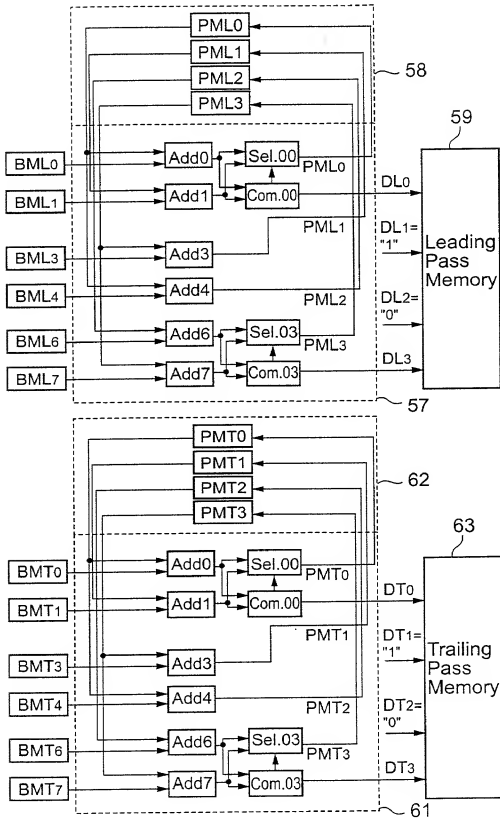 PML0
PML1
PML2
PML3
58
59
BML0
Add0
Sel.00
PML0
BML1
Add1
Com.00
DL0
PML1
DL1=
"1"
BML3
Add3
Leading
Pass
Memory
BML4
Add4
PML2
DL2=
"0"
BML6
Add6
Sel.03
PML3
BML7
Add7
Com.03
DL3
57
PMT0
PMT1
PMT2
PMT3
62
63
BMT0
Add0
Sel.00
PMT0
BMT1
Add1
Com.00
DT0
PMT1
DT1=
"1"
BMT3
Add3
Trailing
Pass
Memory
BMT4
Add4
PMT2
DT2=
"0"
BMT6
Add6
Sel.03
PMT3
BMT7
Add7
Com.03
DT3
61